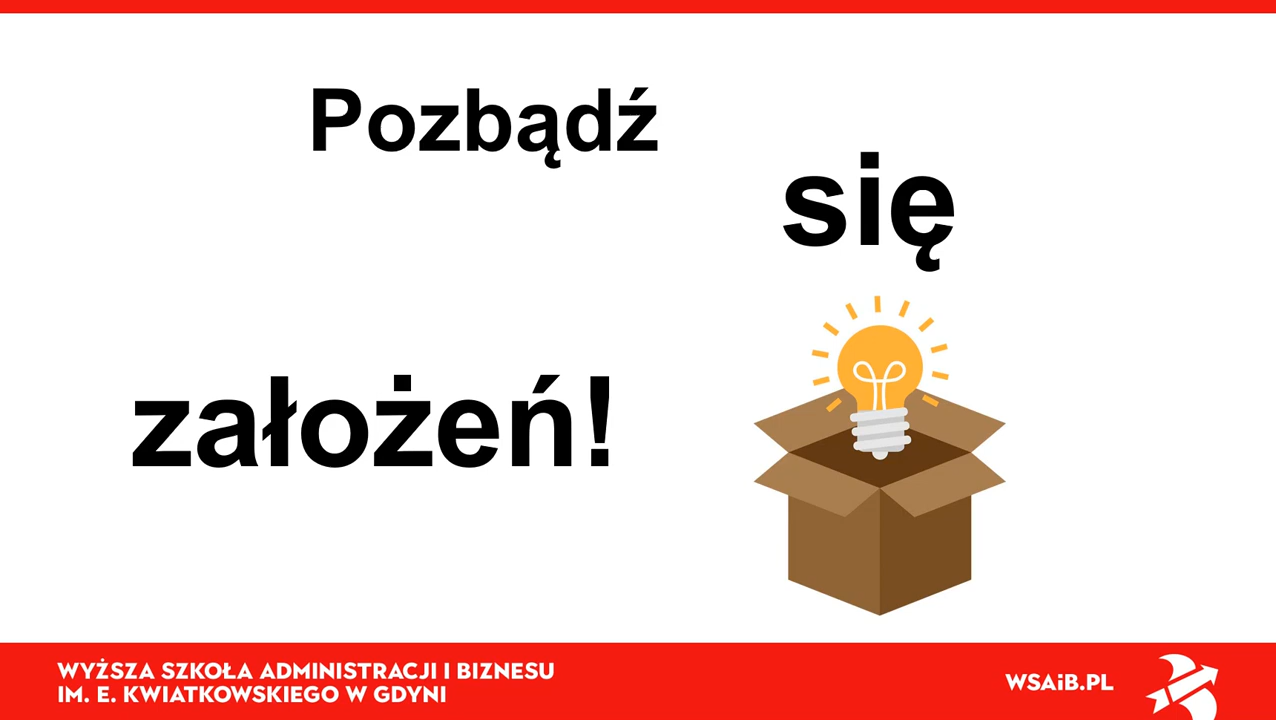 Pozbądź
się
założeń!
WYŻSZA SZKOŁA ADMINISTRACJI I BIZNESU
IM. E. KWIATKOWSKIEGO W GDYNI
WSAiB.PL